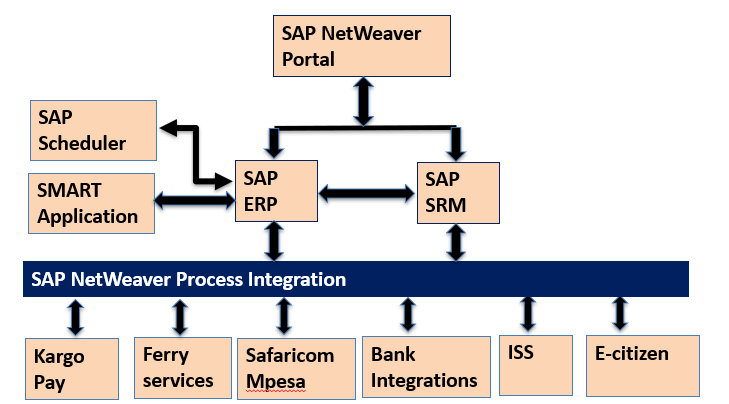 SAP NetWeaver
Portal
SAP
Scheduler
SMART
Application
SAP
ERP
SAP
SRM
SAP NetWeaver Process Integration
Kargo
Pay
Ferry
services
Safaricom
Mpesa
Bank
Integrations
ISS
E-citizen